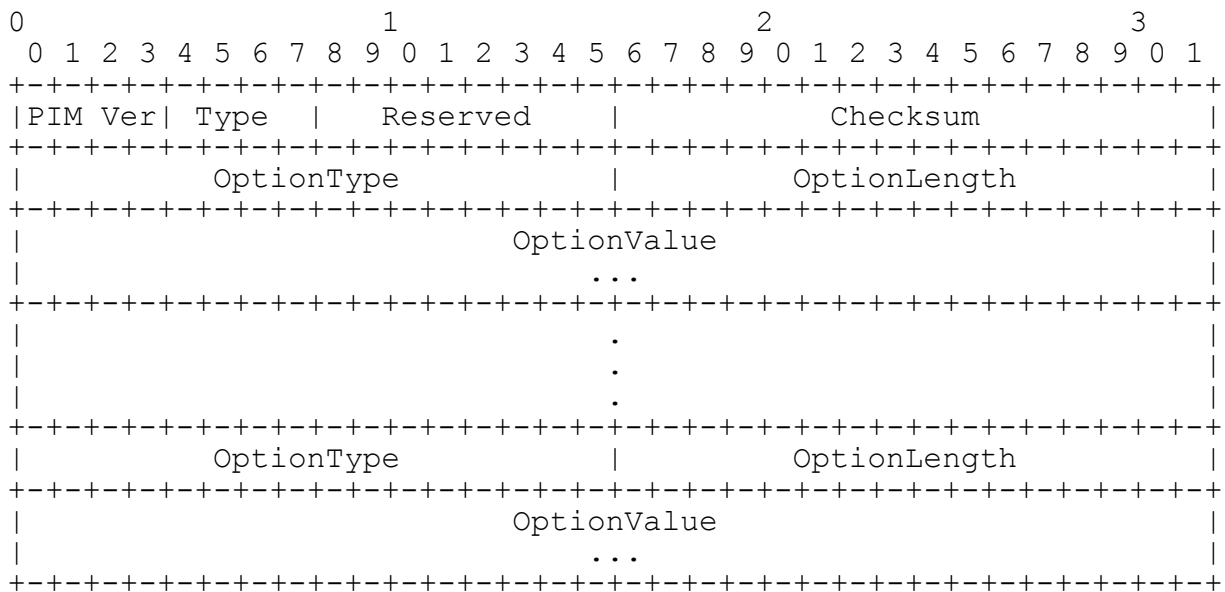 0                   1                   2                   3
 0 1 2 3 4 5 6 7 8 9 0 1 2 3 4 5 6 7 8 9 0 1 2 3 4 5 6 7 8 9 0 1
+-+-+-+-+-+-+-+-+-+-+-+-+-+-+-+-+-+-+-+-+-+-+-+-+-+-+-+-+-+-+-+-+
|PIM Ver| Type  |   Reserved    |           Checksum            |
+-+-+-+-+-+-+-+-+-+-+-+-+-+-+-+-+-+-+-+-+-+-+-+-+-+-+-+-+-+-+-+-+
|          OptionType           |         OptionLength          |
+-+-+-+-+-+-+-+-+-+-+-+-+-+-+-+-+-+-+-+-+-+-+-+-+-+-+-+-+-+-+-+-+
|                          OptionValue                          |
|                              ...                              |
+-+-+-+-+-+-+-+-+-+-+-+-+-+-+-+-+-+-+-+-+-+-+-+-+-+-+-+-+-+-+-+-+
|                               .                               |
|                               .                               |
|                               .                               |
+-+-+-+-+-+-+-+-+-+-+-+-+-+-+-+-+-+-+-+-+-+-+-+-+-+-+-+-+-+-+-+-+
|          OptionType           |         OptionLength          |
+-+-+-+-+-+-+-+-+-+-+-+-+-+-+-+-+-+-+-+-+-+-+-+-+-+-+-+-+-+-+-+-+
|                          OptionValue                          |
|                              ...                              |
+-+-+-+-+-+-+-+-+-+-+-+-+-+-+-+-+-+-+-+-+-+-+-+-+-+-+-+-+-+-+-+-+